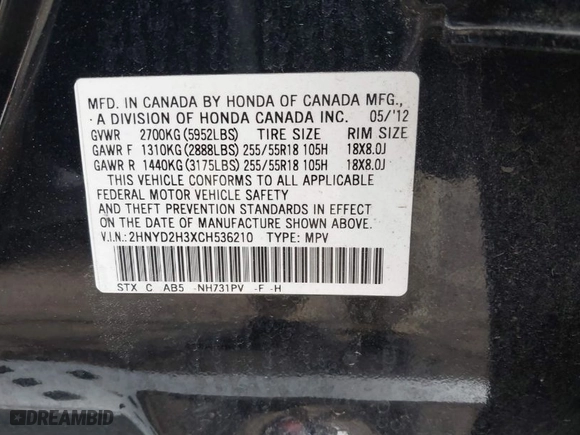 MFD. IN CANADA BY HONDA OF CANADA MFG.,
A DIVISION OF HONDA CANADA INC. 05/'12
GVWR 2700KG (5952LBS) TIRE SIZE RIM SIZE
GAWR F 1310KG (2888LBS) 255/55R18 105H 18X8.0J
GAWR R 1440KG (3175LBS) 255/55R18 105H 18X8.0J
THIS VEHICLE CONFORMS TO ALL APPLICABLE
FEDERAL MOTOR VEHICLE SAFETY
AND THEFT PREVENTION STANDARDS IN EFFECT
ON THE DATE OF MANUFACTURE SHOWN ABOVE.
V.I.N.: 2HNYD2H3XCH536210 TYPE: MPV
STX C AB5 -NH731PV -F -H
DREAMBID